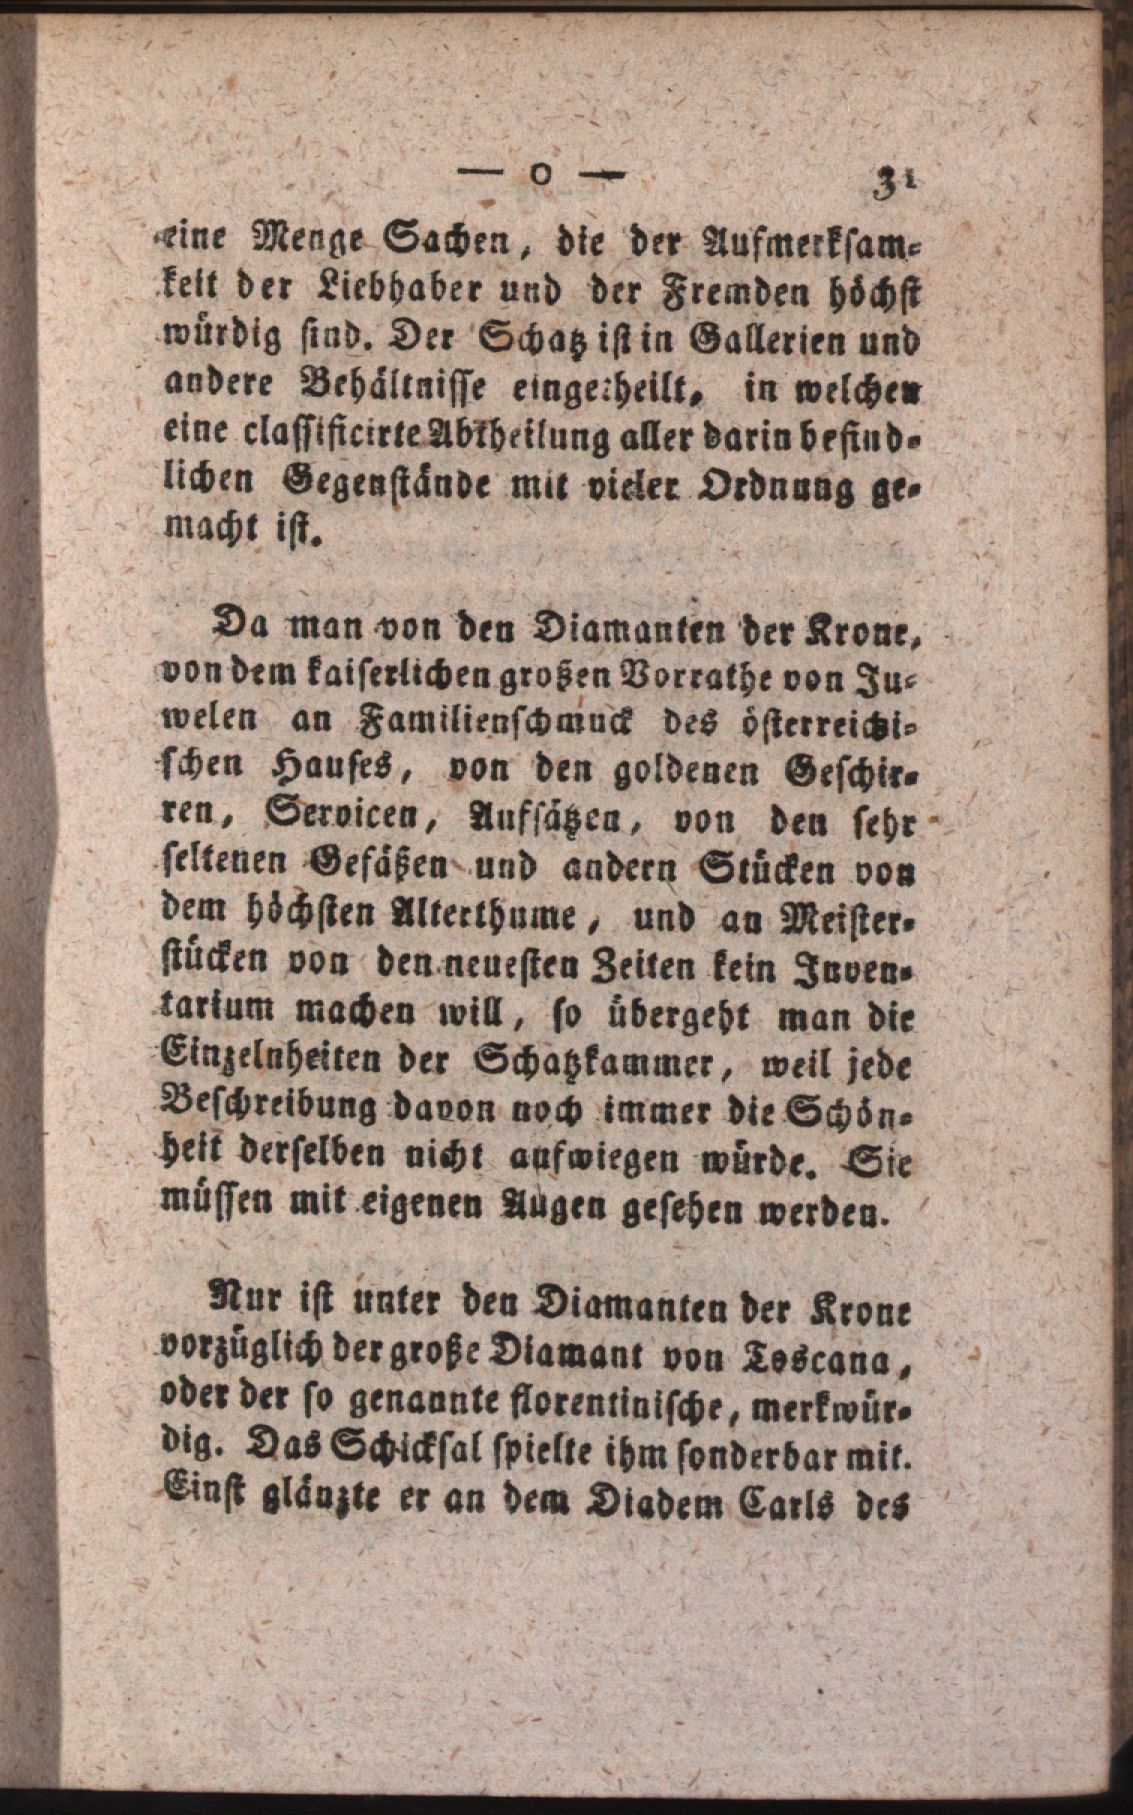 — o — 31
eine Menge Sachen, die der Aufmerksam=
keit der Liebhaber und der Fremden höchst
würdig sind. Der Schatz ist in Gallerien und
andere Behältnisse eingetheilt, in welchen
eine classificirte Abtheilung aller darin befind=
lichen Gegenstände mit vieler Ordnung ge=
macht ist.
Da man von den Diamanten der Krone,
von dem kaiserlichen großen Vorrathe von Ju=
welen an Familienschmuck des österreichi=
schen Hauses, von den goldenen Geschir=
ren, Servicen, Aufsätzen, von den sehr
seltenen Gefäßen und andern Stücken von
dem höchsten Alterthume, und an Meister=
stücken von den neuesten Zeiten kein Inven=
tarium machen will, so übergeht man die
Einzelnheiten der Schatzkammer, weil jede
Beschreibung davon noch immer die Schön=
heit derselben nicht aufwiegen würde. Sie
müssen mit eigenen Augen gesehen werden.
Nur ist unter den Diamanten der Krone
vorzüglich der große Diamant von Toscana,
oder der so genannte florentinische, merkwür=
dig. Das Schicksal spielte ihm sonderbar mit.
Einst glänzte er an dem Diadem Carls des